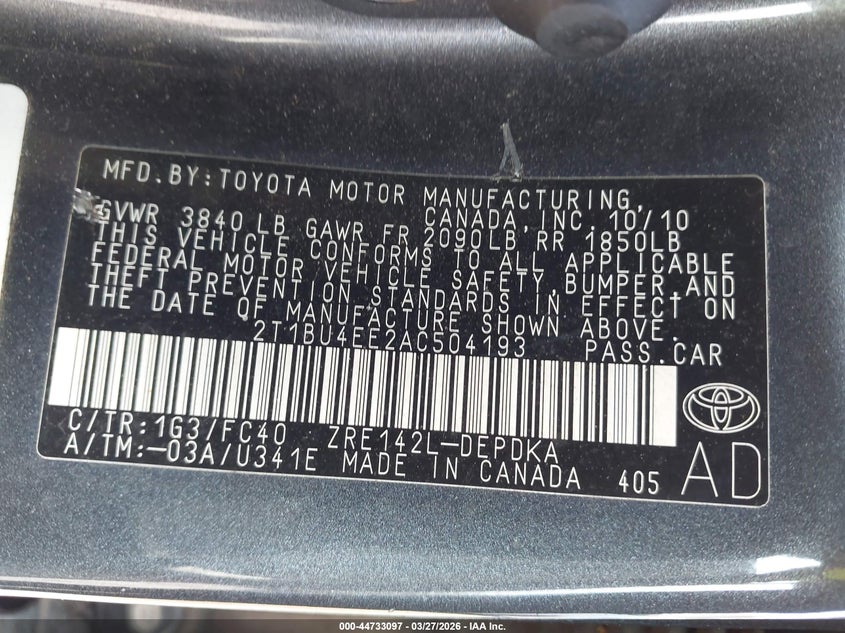 MFD.BY:TOYOTA MOTOR MANUFACTURING,
CANADA,INC. 10/10
GVWR 3840 LB GAWR FR 2090LB RR 1850LB
THIS VEHICLE CONFORMS TO ALL APPLICABLE
FEDERAL MOTOR VEHICLE SAFETY,BUMPER,AND
THEFT PREVENTION STANDARDS IN EFFECT ON
THE DATE OF MANUFACTURE SHOWN ABOVE.
2T1BU4EE2AC504193 PASS.CAR
C/TR:1G3/FC40 ZRE142L-DEPDKA
A/TM:-03A/U341E MADE IN CANADA 405
AD
000-44733097 - 03/27/2026 - IAA Inc.